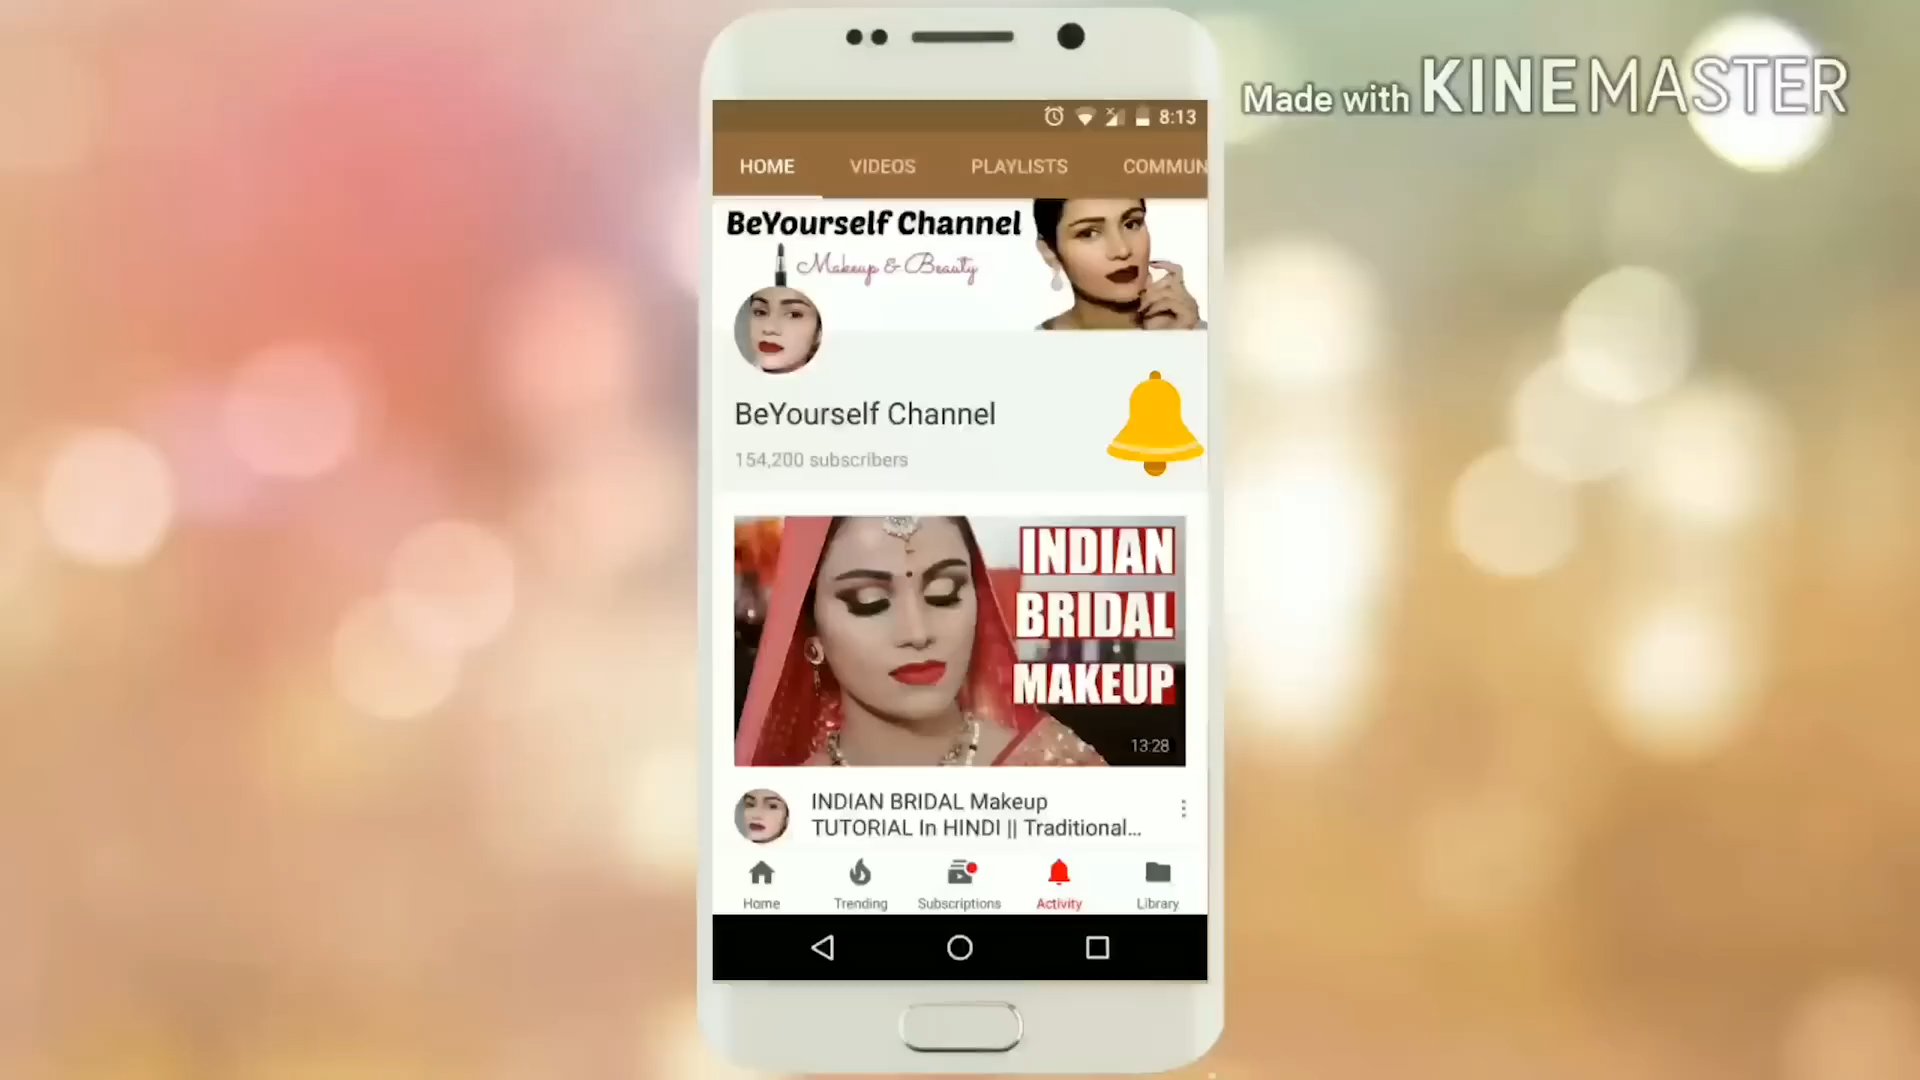 Made with KINEMASTER
8:13
HOME VIDEOS PLAYLISTS COMMUN
BeYourself Channel
Makeup & Beauty
BeYourself Channel
154,200 subscribers
INDIAN
BRIDAL
MAKEUP
13:28
INDIAN BRIDAL Makeup
TUTORIAL In HINDI || Traditional...
Home Trending Subscriptions Activity Library